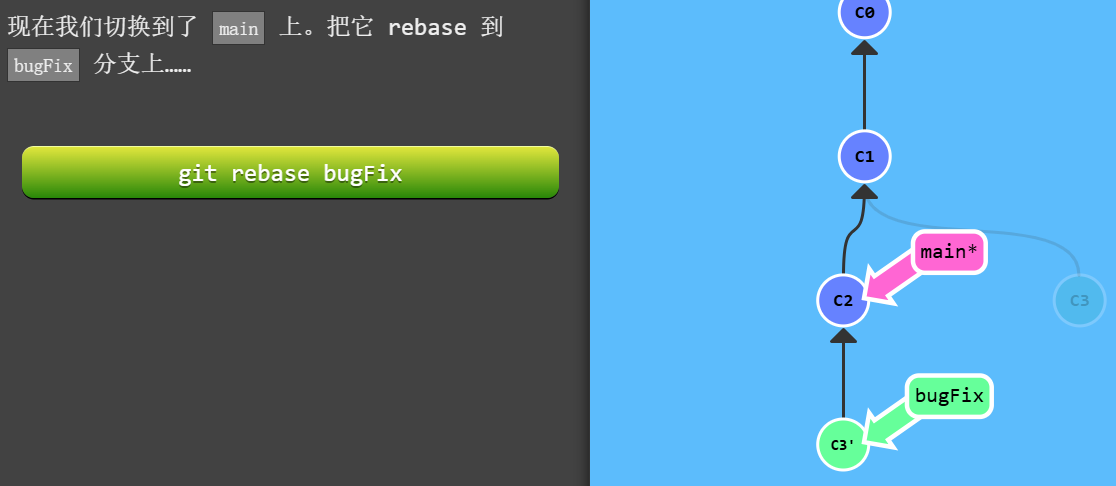 现在我们切换到了 main 上。把它 rebase 到
bugFix 分支上……
git rebase bugFix
C0
C1
main*
C2
C3
bugFix
C3'